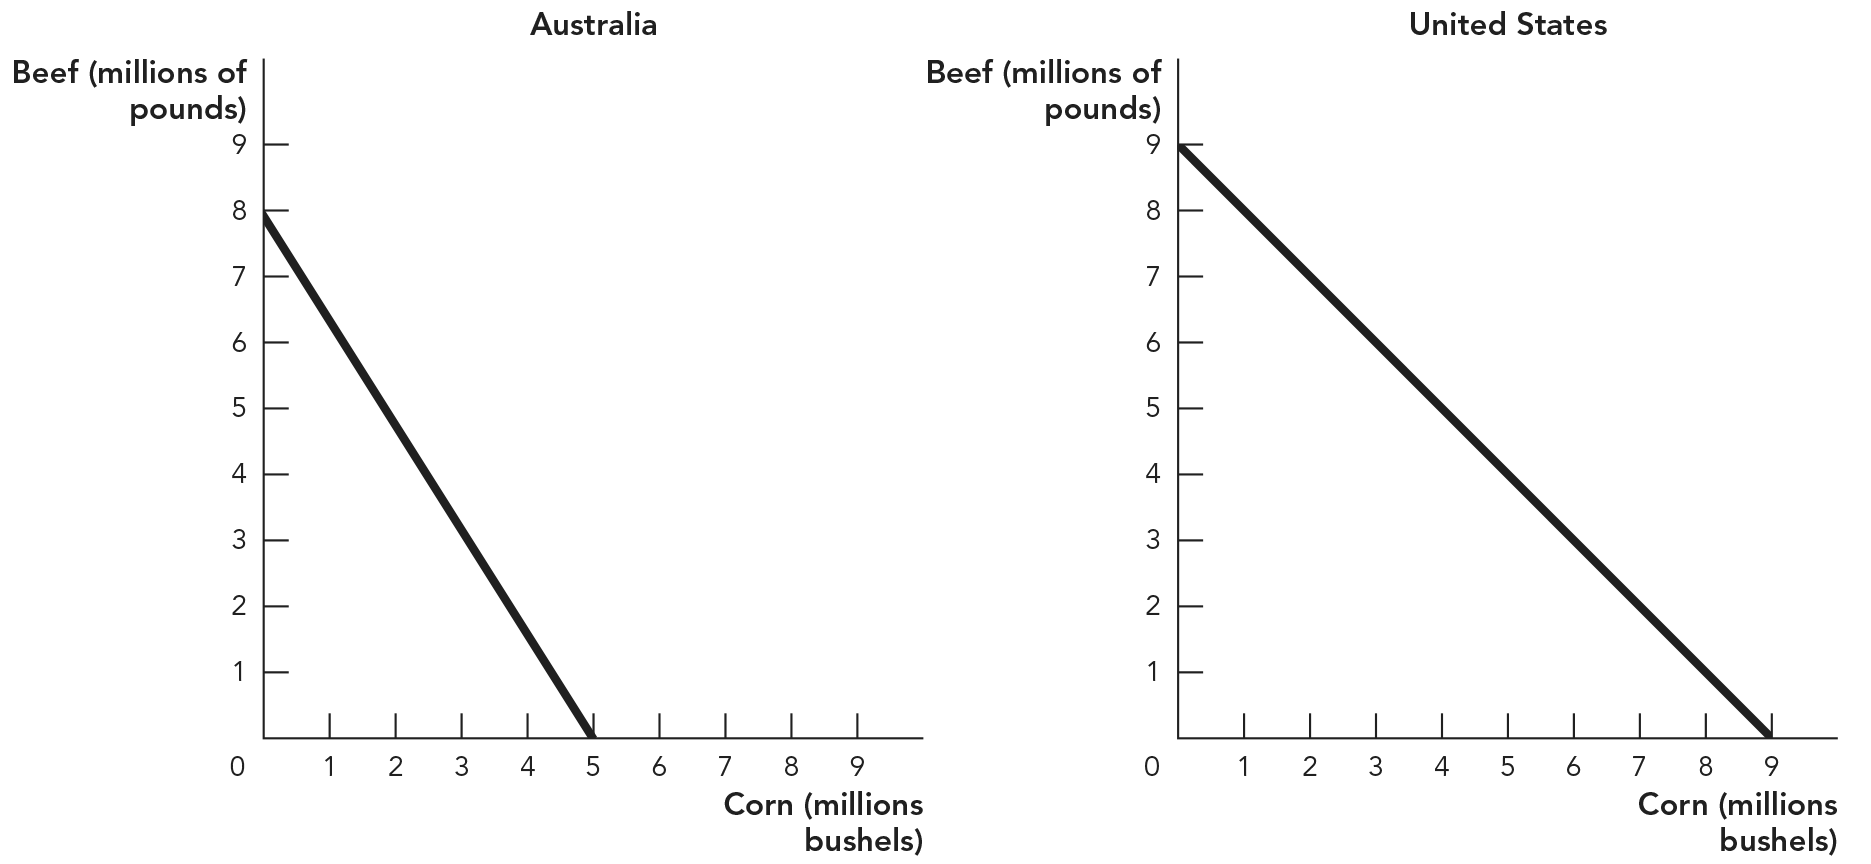 Australia
Beef (millions of
pounds)
9
8
7
6
5
4
3
2
1
0 1 2 3 4 5 6 7 8 9
Corn (millions
bushels)
United States
Beef (millions of
pounds)
9
8
7
6
5
4
3
2
1
0 1 2 3 4 5 6 7 8 9
Corn (millions
bushels)